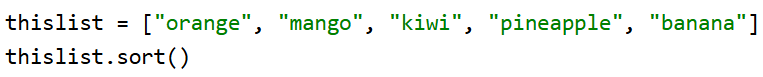 thislist = ["orange", "mango", "kiwi", "pineapple", "banana"]
thislist.sort()